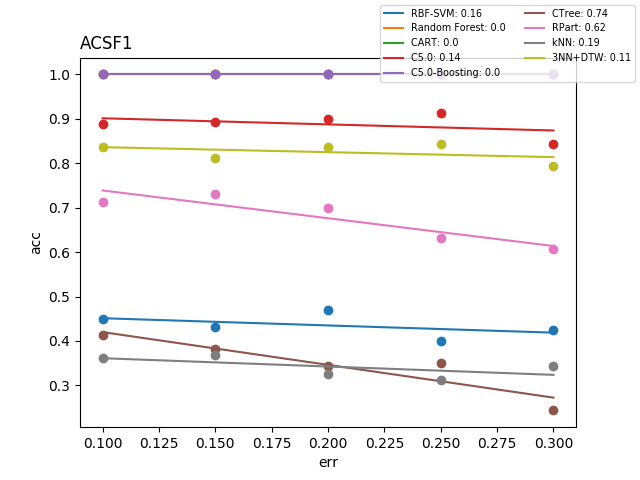 ACSF1
RBF-SVM: 0.16
Random Forest: 0.0
CART: 0.0
C5.0: 0.14
C5.0-Boosting: 0.0
CTree: 0.74
RPart: 0.62
kNN: 0.19
3NN+DTW: 0.11
1.0
0.9
0.8
0.7
0.6
0.5
0.4
0.3
acc
0.100 0.125 0.150 0.175 0.200 0.225 0.250 0.275 0.300
err